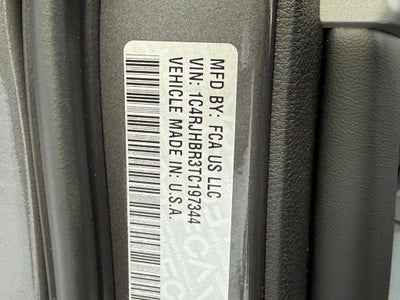 MFD BY: FCA US LLC
VIN: 1C4RJHBR3TC197344
VEHICLE MADE IN: U.S.A.